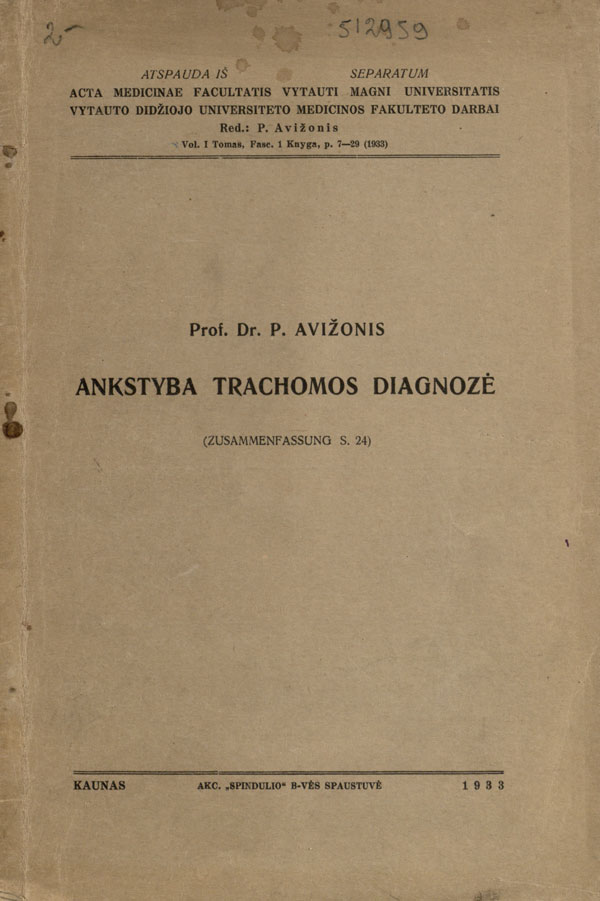 2-
512959
ATSPAUDA IŠ SEPARATUM
ACTA MEDICINAE FACULTATIS VYTAUTI MAGNI UNIVERSITATIS
VYTAUTO DIDŽIOJO UNIVERSITETO MEDICINOS FAKULTETO DARBAI
Red.: P. Avižonis
Vol. I Tomas, Fasc. 1 Knyga, p. 7—29 (1933)
Prof. Dr. P. AVIŽONIS
ANKSTYBA TRACHOMOS DIAGNOZĖ
(ZUSAMMENFASSUNG S. 24)
KAUNAS AKC. „SPINDULIO“ B-VĖS SPAUSTUVĖ 1933